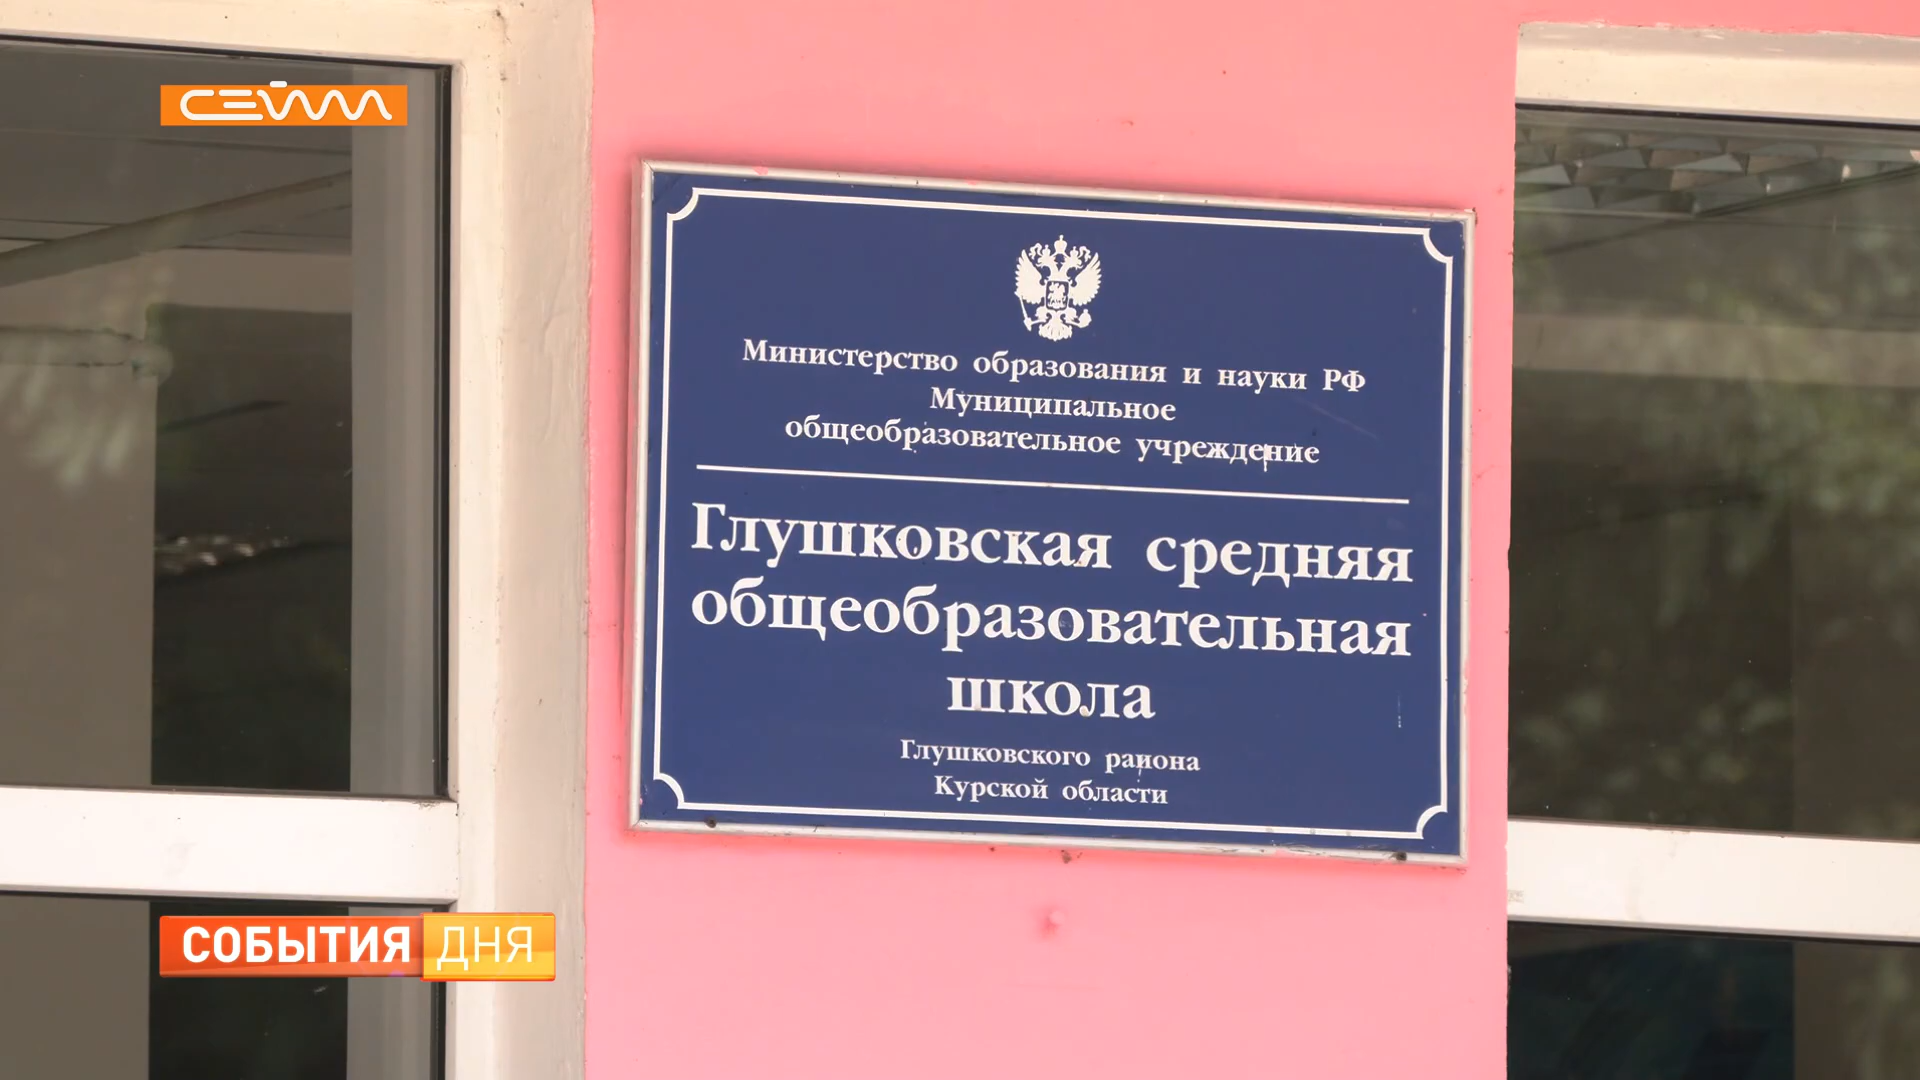 СЕЙМ
Министерство образования и науки РФ
Муниципальное
общеобразовательное учреждение
Глушковская средняя
общеобразовательная
школа
Глушковского района
Курской области
СОБЫТИЯ ДНЯ